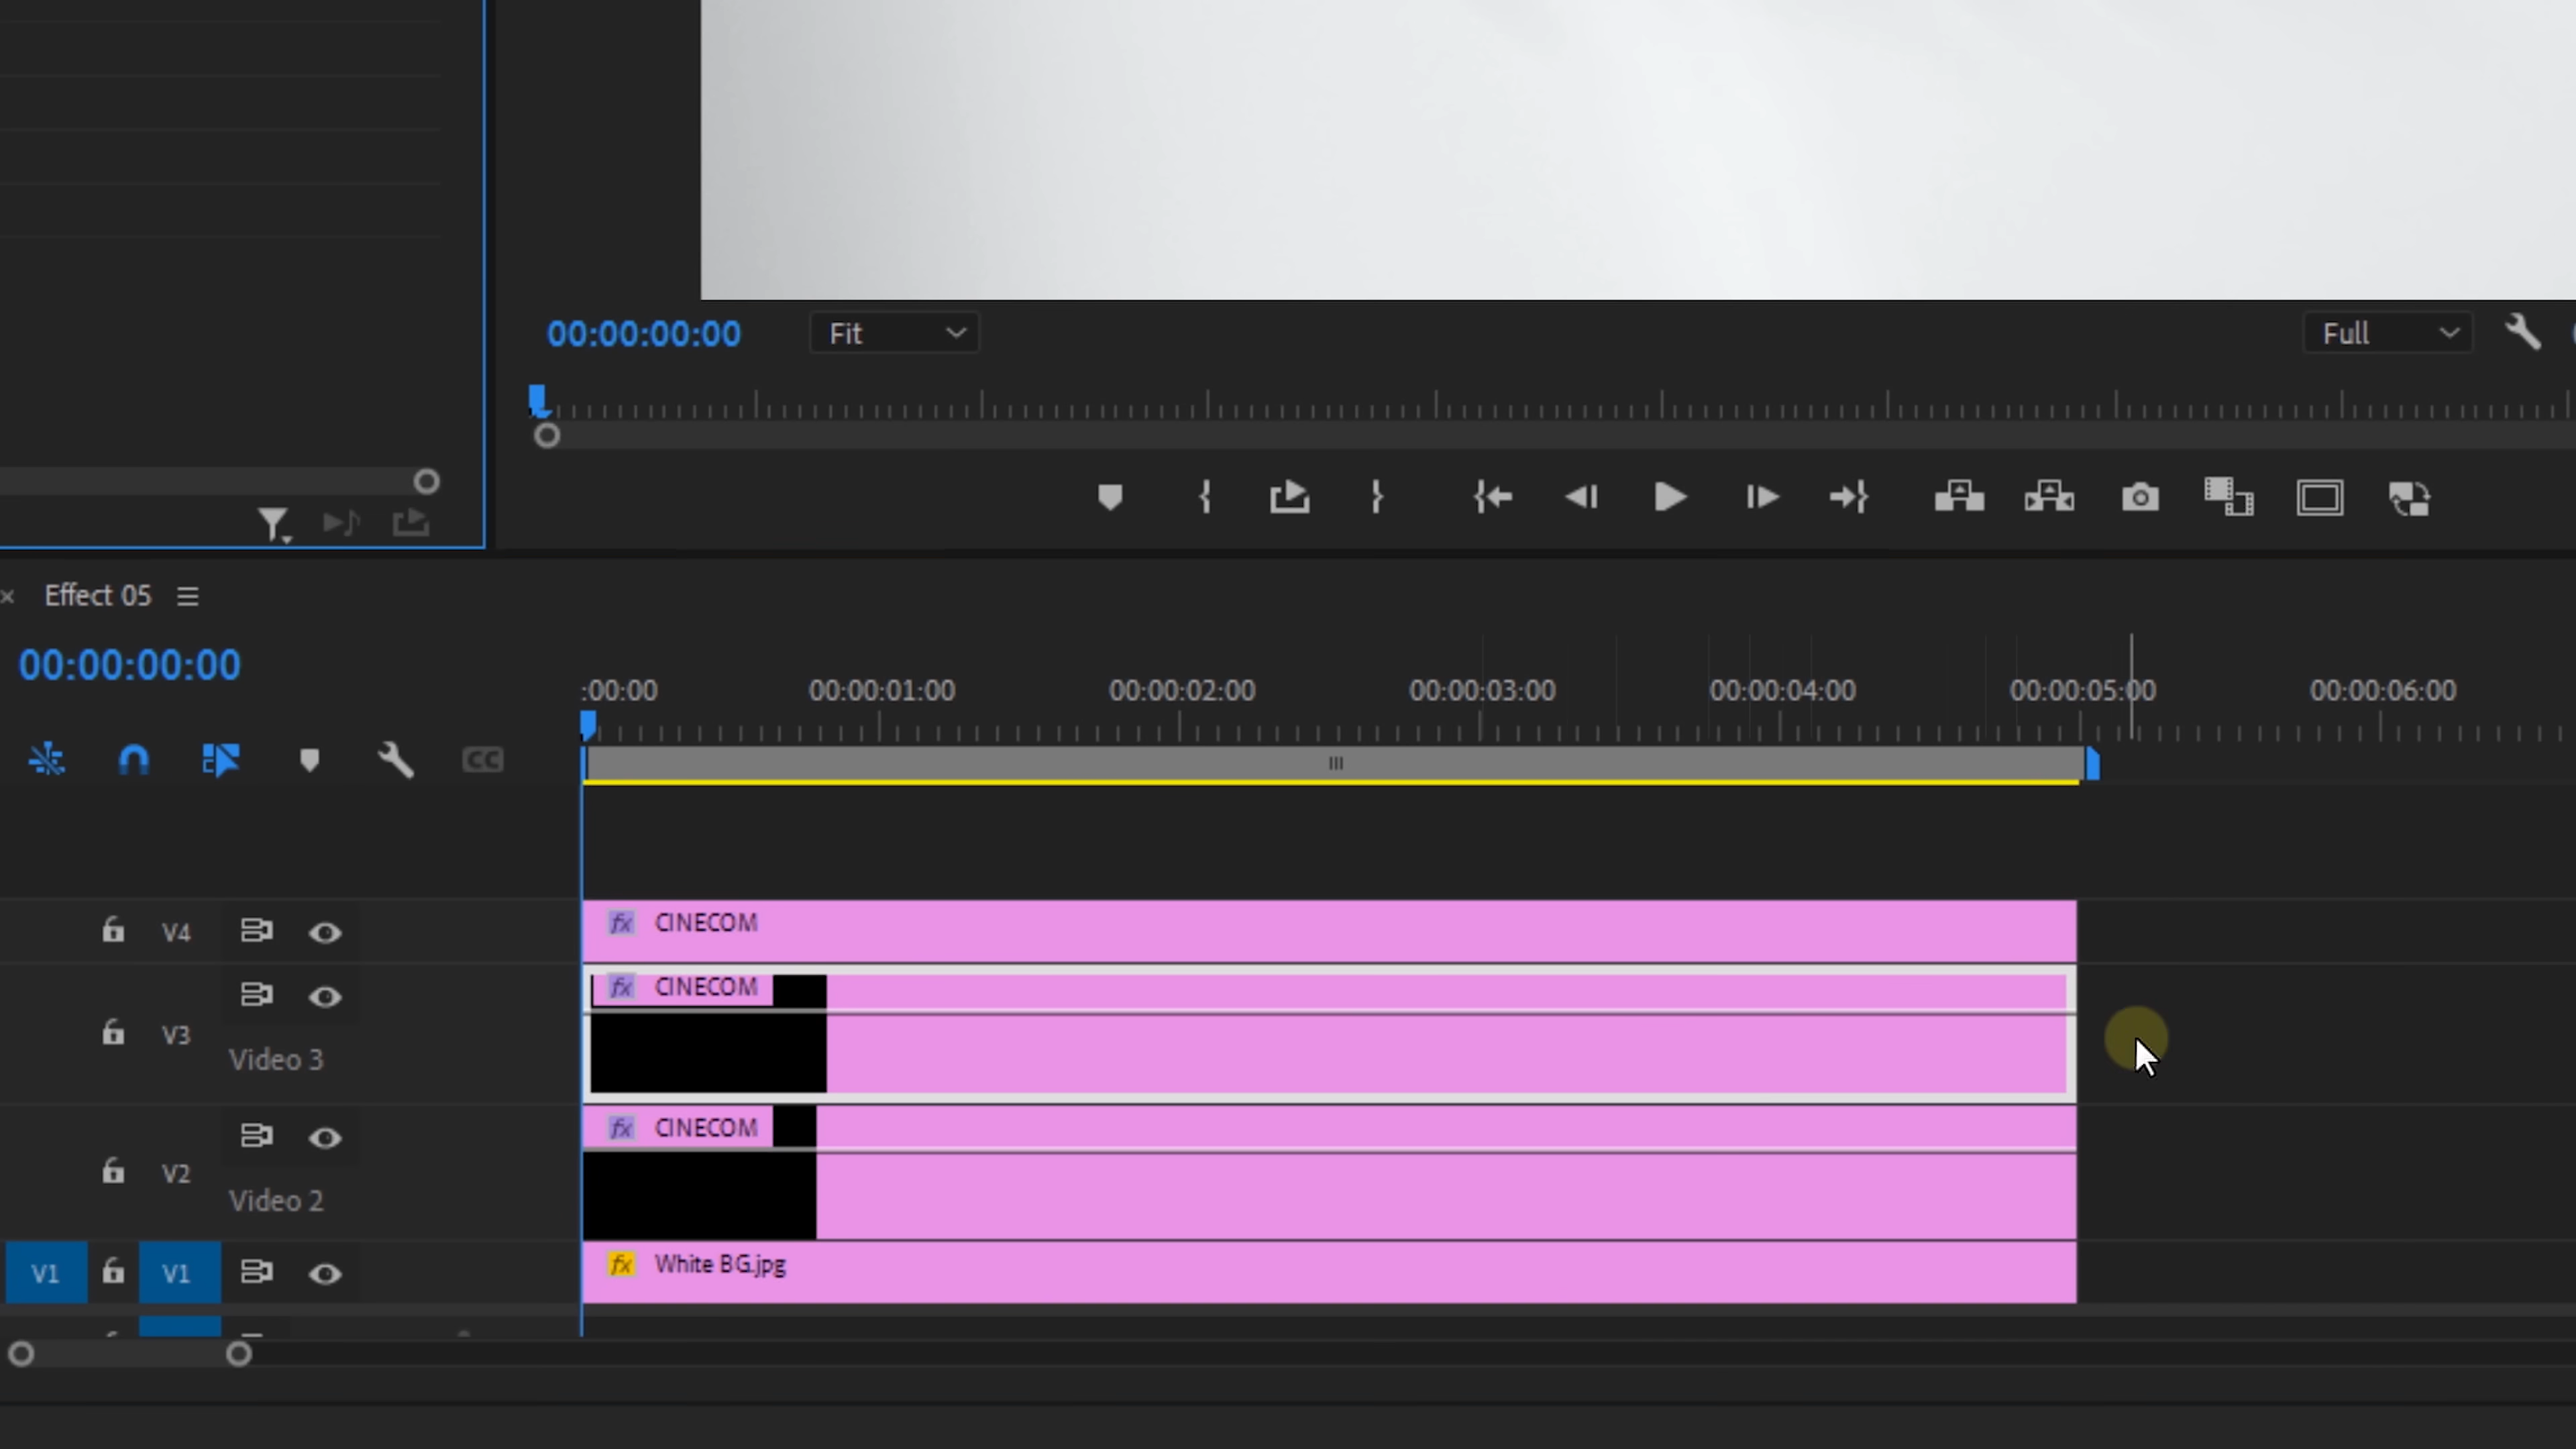 00:00:00:00 Fit Full
Effect 05
00:00:00:00
:00:00 00:00:01:00 00:00:02:00 00:00:03:00 00:00:04:00 00:00:05:00 00:00:06:00
CC
V4 fx CINECOM
fx CINECOM
V3
Video 3
fx CINECOM
V2
Video 2
V1 V1 fx White BG.jpg